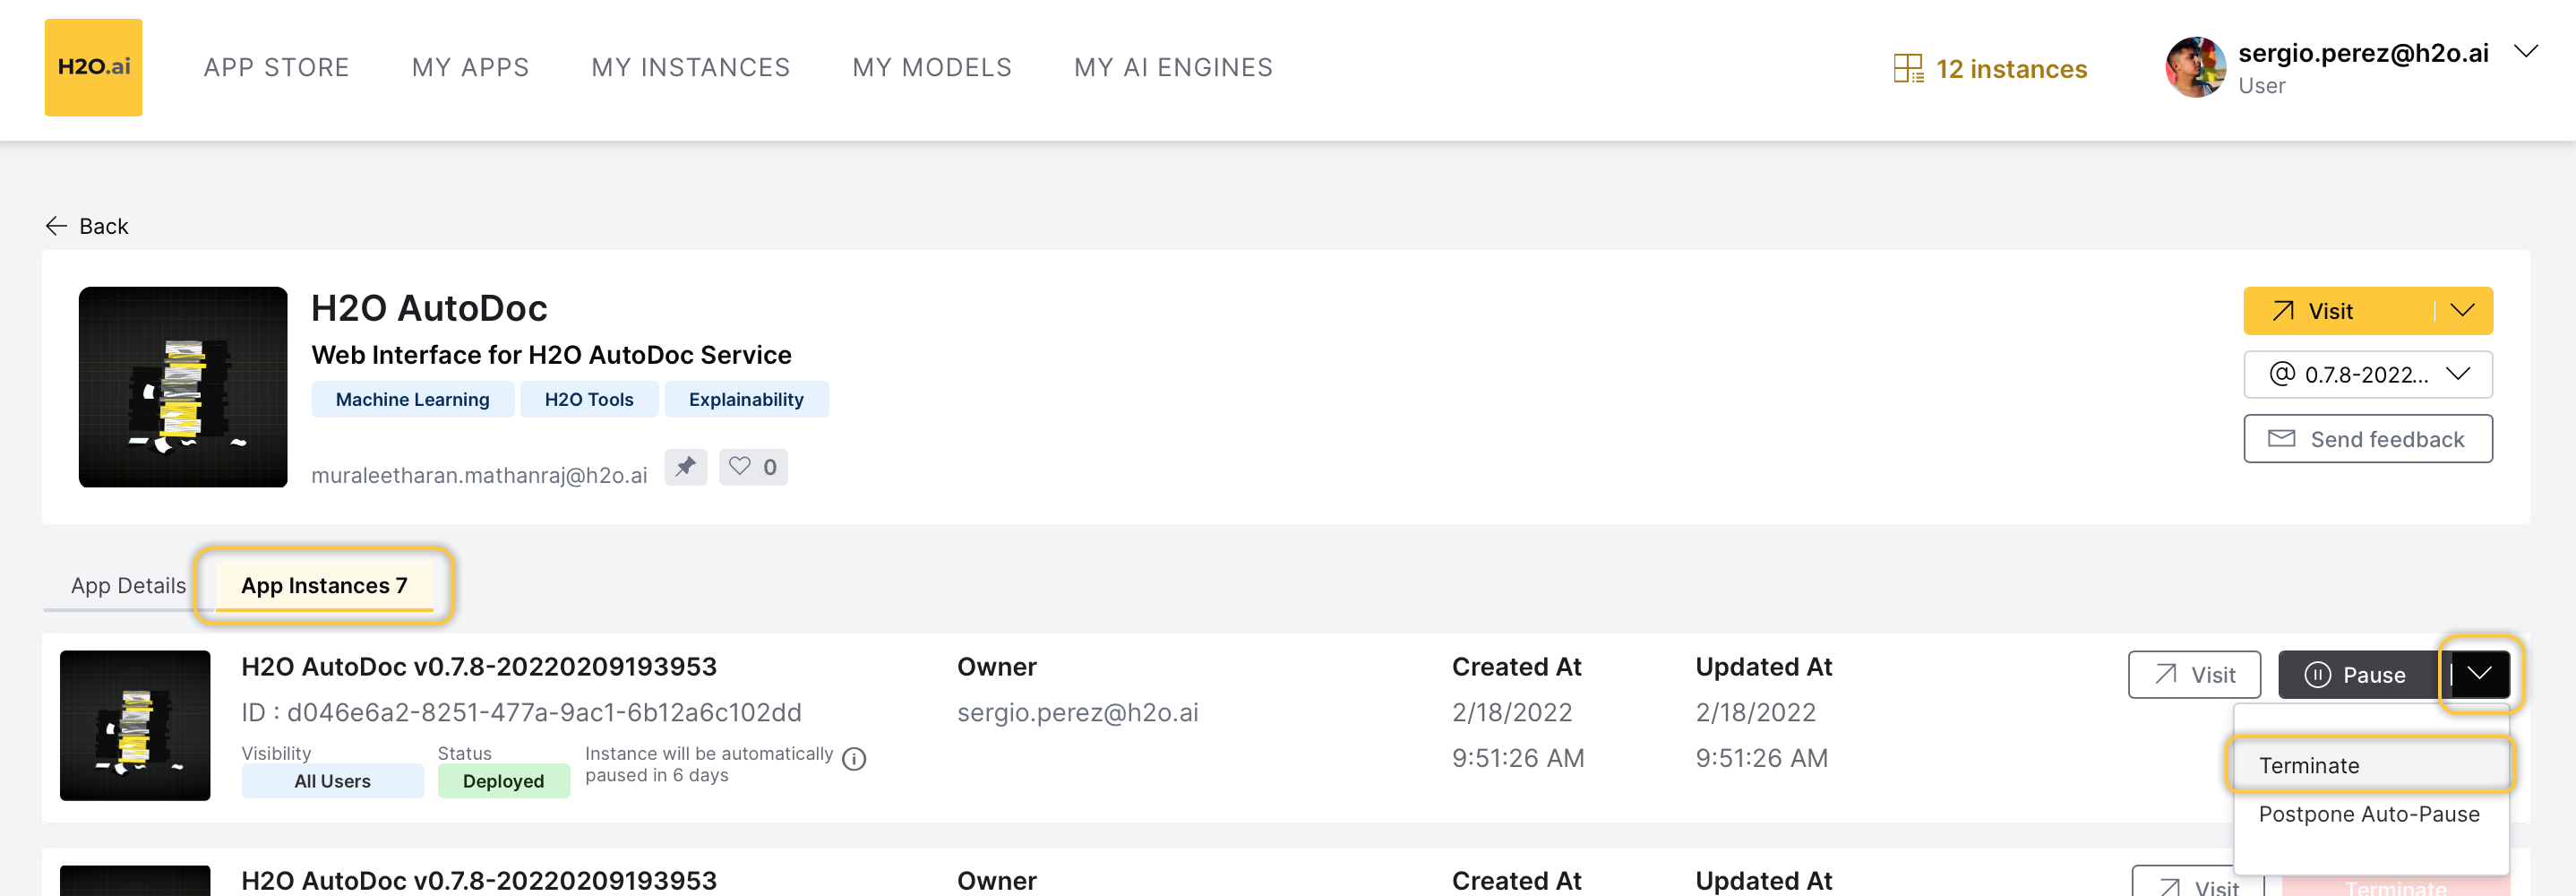 H2O.ai
APP STORE
MY APPS
MY INSTANCES
MY MODELS
MY AI ENGINES
12 instances
sergio.perez@h2o.ai
User
Back
H2O AutoDoc
Web Interface for H2O AutoDoc Service
Machine Learning
H2O Tools
Explainability
muraleetharan.mathanraj@h2o.ai
0
Visit
@ 0.7.8-2022...
Send feedback
App Details
App Instances 7
H2O AutoDoc v0.7.8-20220209193953
ID : d046e6a2-8251-477a-9ac1-6b12a6c102dd
Visibility
All Users
Status
Deployed
Instance will be automatically
paused in 6 days
Owner
sergio.perez@h2o.ai
Created At
2/18/2022
9:51:26 AM
Updated At
2/18/2022
9:51:26 AM
Visit
Pause
Terminate
Postpone Auto-Pause
H2O AutoDoc v0.7.8-20220209193953
Owner
Created At
Updated At
Visit
Terminate